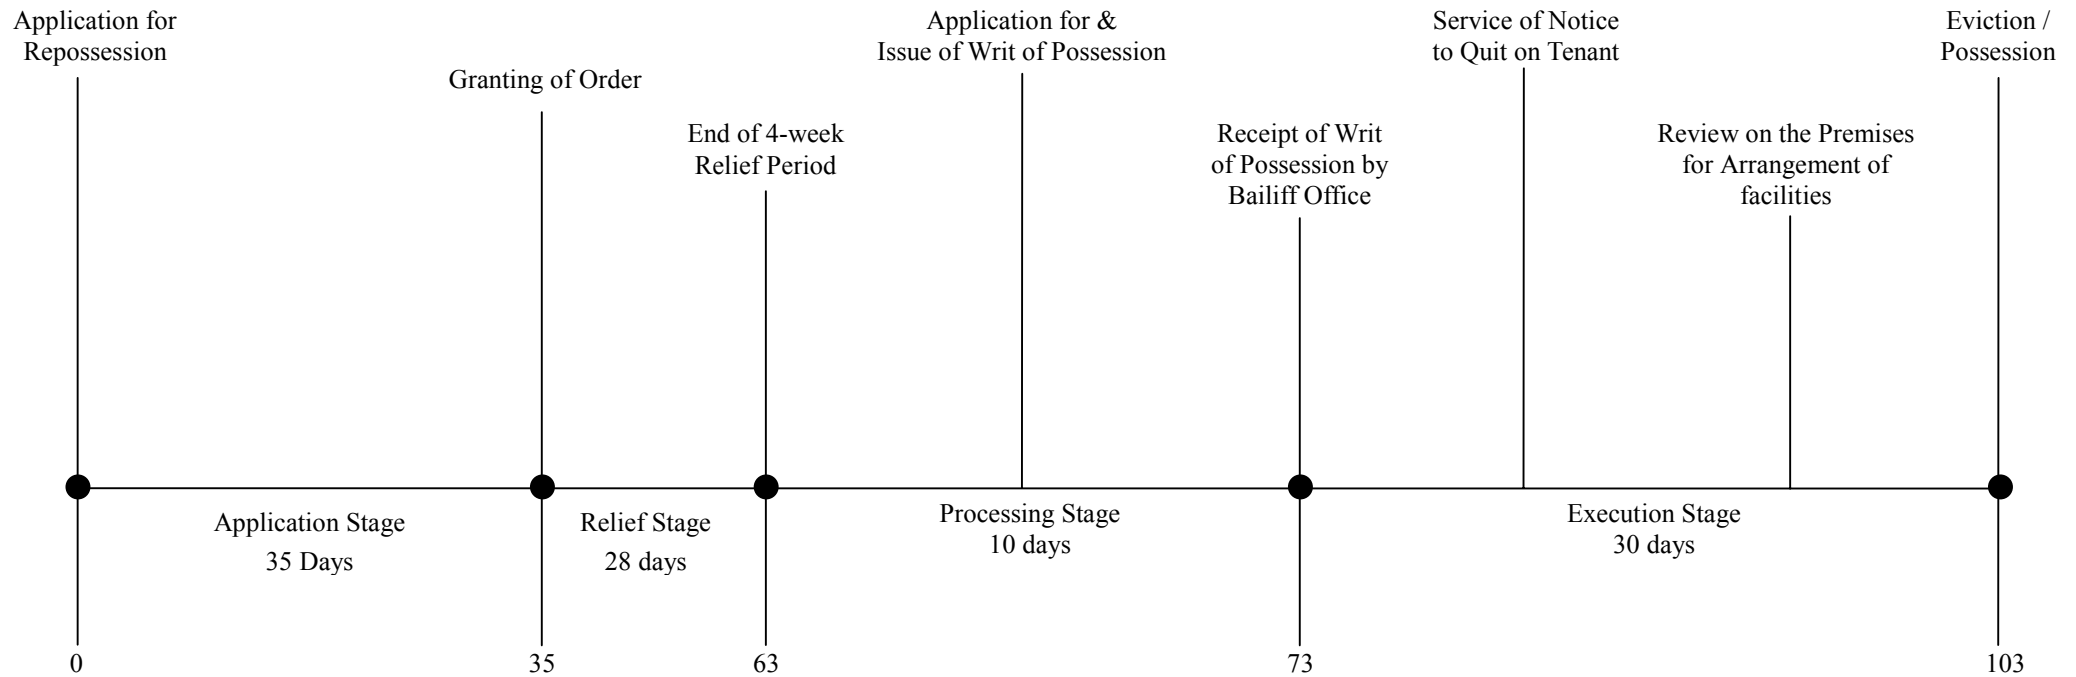 Application for
Repossession
Granting of Order
End of 4-week
Relief Period
Application for &
Issue of Writ of Possession
Receipt of Writ
of Possession by
Bailiff Office
Service of Notice
to Quit on Tenant
Review on the Premises
for Arrangement of
facilities
Eviction /
Possession
Application Stage
35 Days
Relief Stage
28 days
Processing Stage
10 days
Execution Stage
30 days
0
35
63
73
103